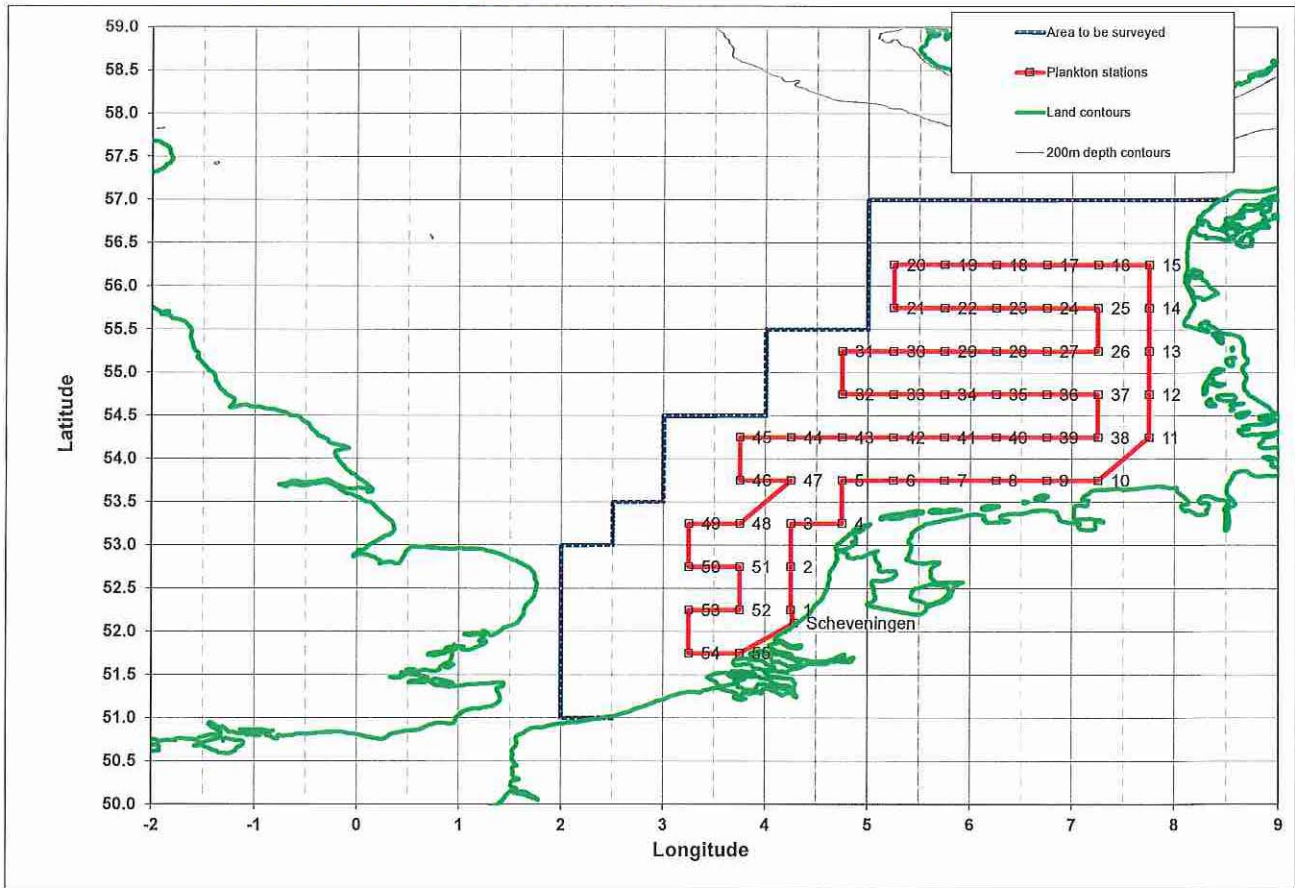 59.0
58.5
58.0
57.5
57.0
56.5
56.0
55.5
55.0
54.5
54.0
53.5
53.0
52.5
52.0
51.5
51.0
50.5
50.0
Latitude
Area to be surveyed
Plankton stations
Land contours
200m depth contours
20 19 18 17 16 15
21 22 23 24 25 14
31 30 29 28 27 26 13
32 33 34 35 36 37 12
45 44 43 42 41 40 39 38 11
46 47 5 6 7 8 9 10
49 48 3 4
50 51 2
53 52 1
Scheveningen
54 55
-2 -1 0 1 2 3 4 5 6 7 8 9
Longitude